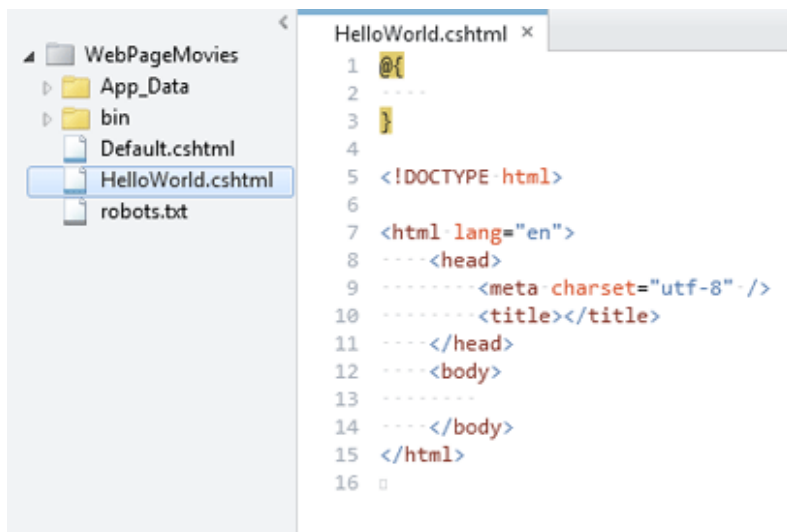 WebPageMovies
App_Data
bin
Default.cshtml
HelloWorld.cshtml
robots.txt
HelloWorld.cshtml ×
1 @{
2
3 }
4
5 <!DOCTYPE html>
6
7 <html lang="en">
8     <head>
9         <meta charset="utf-8" />
10         <title></title>
11     </head>
12     <body>
13
14     </body>
15 </html>
16